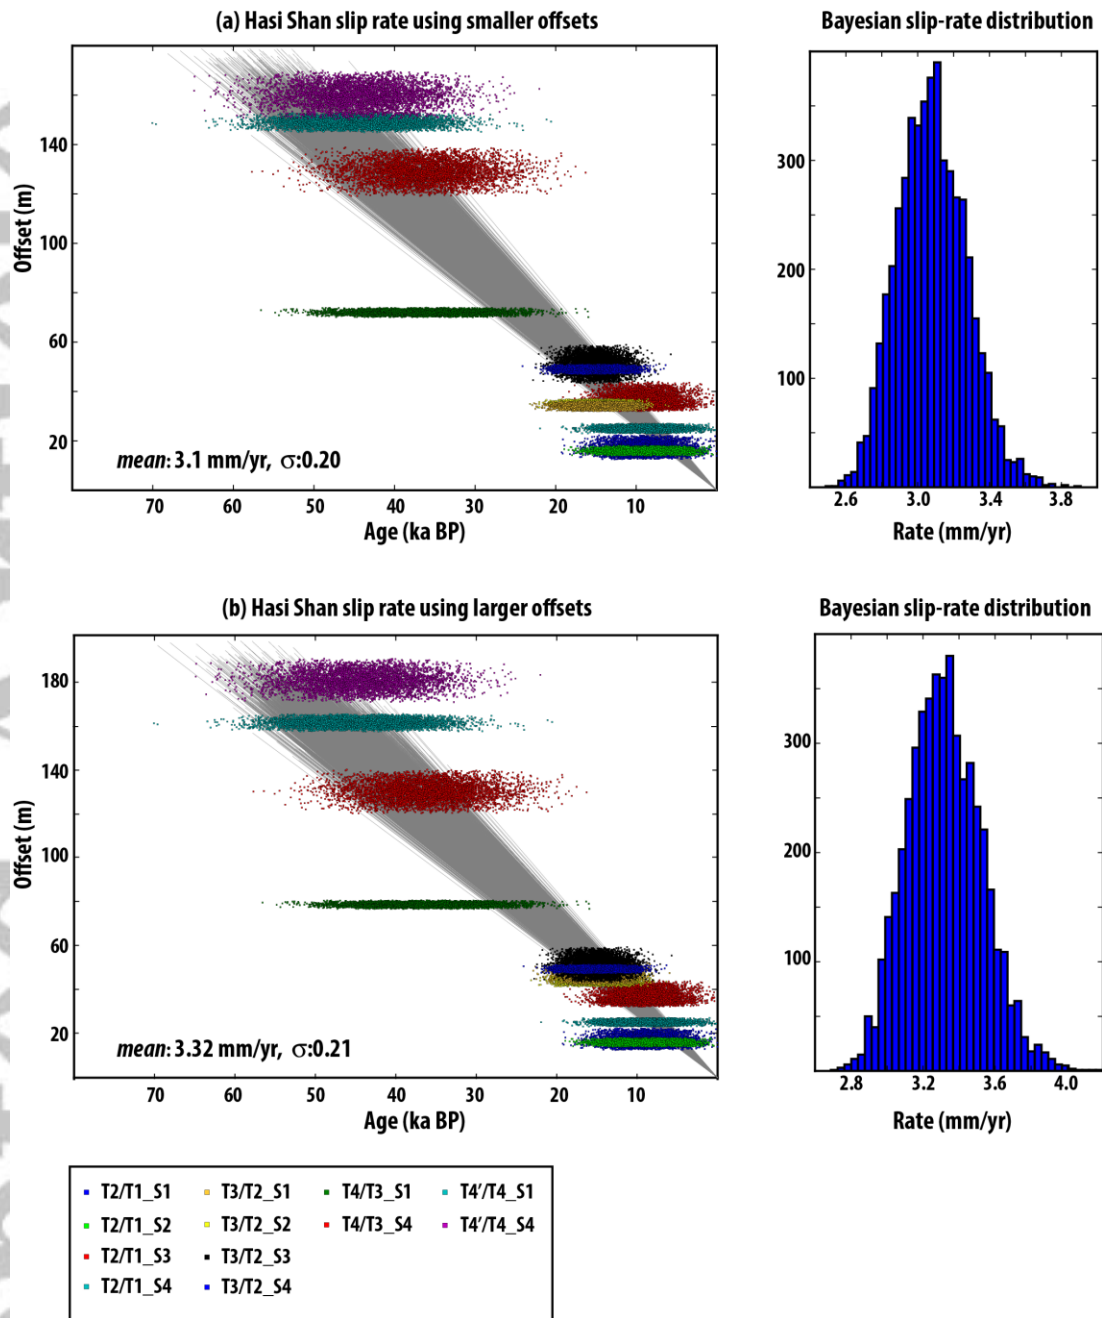 (a) Hasi Shan slip rate using smaller offsets
Bayesian slip-rate distribution
140
100
60
20
Offset (m)
mean: 3.1 mm/yr, σ:0.20
70 60 50 40 30 20 10
Age (ka BP)
300
200
100
2.6 3.0 3.4 3.8
Rate (mm/yr)
(b) Hasi Shan slip rate using larger offsets
Bayesian slip-rate distribution
180
140
100
60
20
Offset (m)
mean: 3.32 mm/yr, σ:0.21
70 60 50 40 30 20 10
Age (ka BP)
300
200
100
2.8 3.2 3.6 4.0
Rate (mm/yr)
T2/T1_S1 T3/T2_S1 T4/T3_S1 T4′/T4_S1
T2/T1_S2 T3/T2_S2 T4/T3_S4 T4′/T4_S4
T2/T1_S3 T3/T2_S3
T2/T1_S4 T3/T2_S4